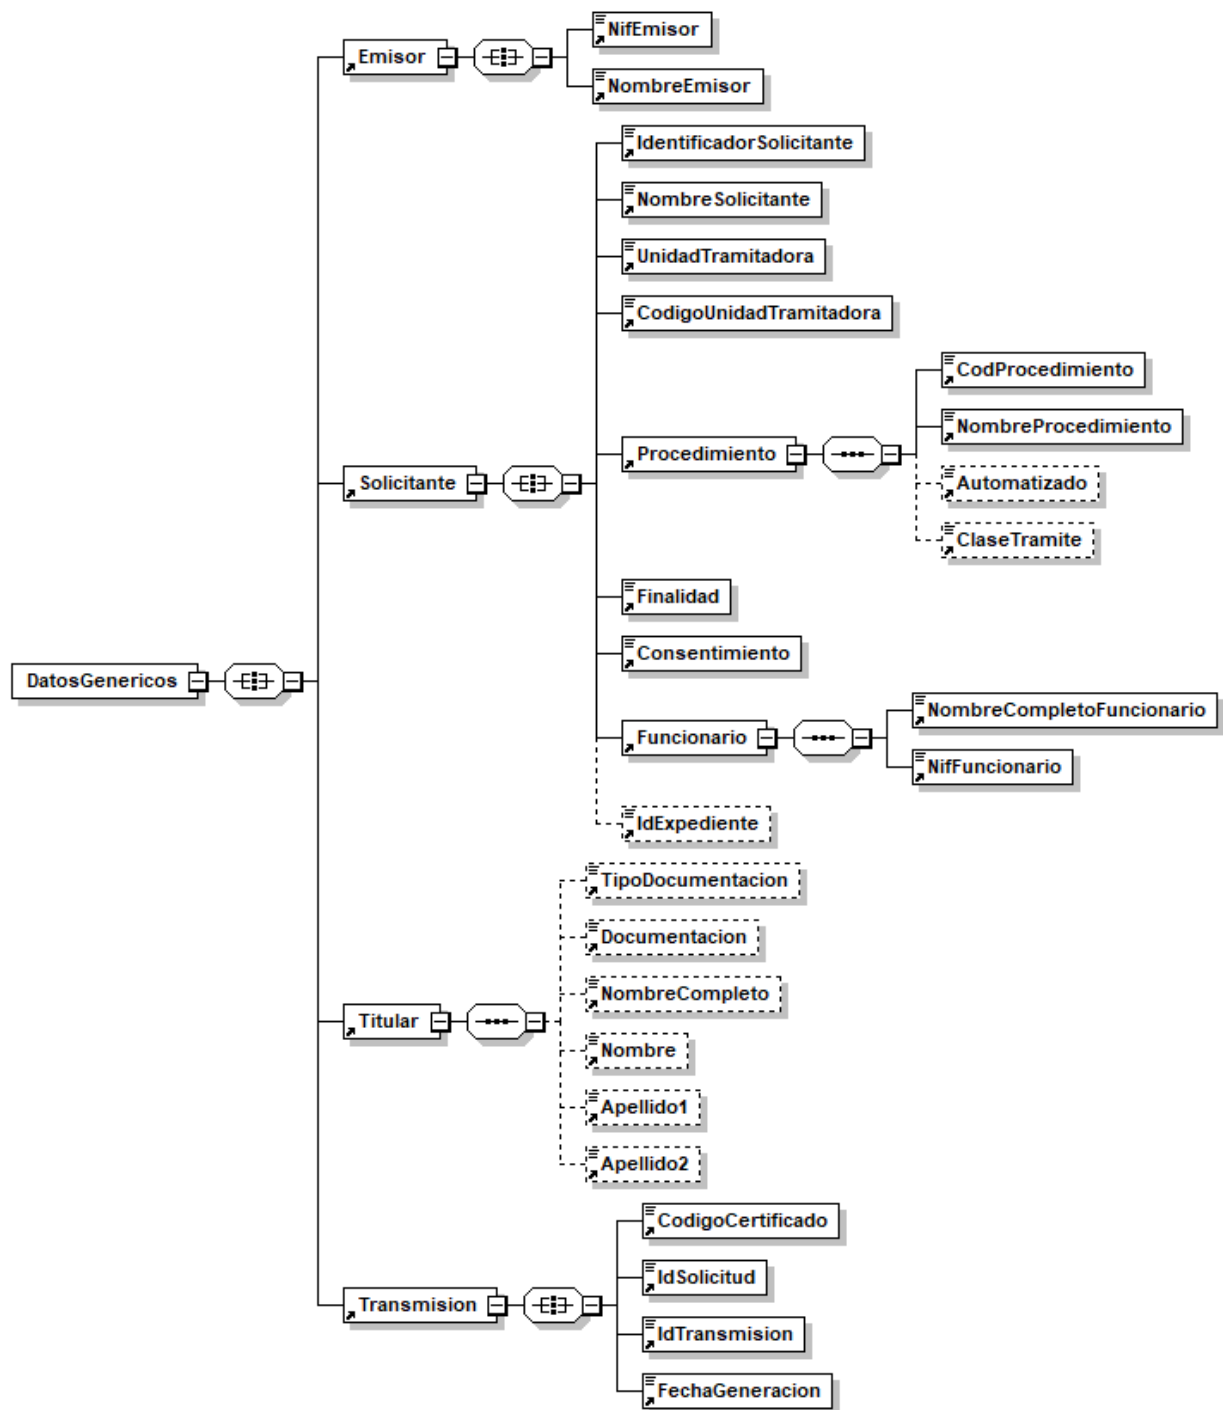 Emisor
NifEmisor
NombreEmisor
IdentificadorSolicitante
NombreSolicitante
UnidadTramitadora
CodigoUnidadTramitadora
CodProcedimiento
NombreProcedimiento
Procedimiento
Solicitante
Automatizado
ClaseTramite
Finalidad
Consentimiento
DatosGenericos
NombreCompletoFuncionario
Funcionario
NifFuncionario
IdExpediente
TipoDocumentacion
Documentacion
NombreCompleto
Titular
Nombre
Apellido1
Apellido2
CodigoCertificado
IdSolicitud
Transmision
IdTransmision
FechaGeneracion